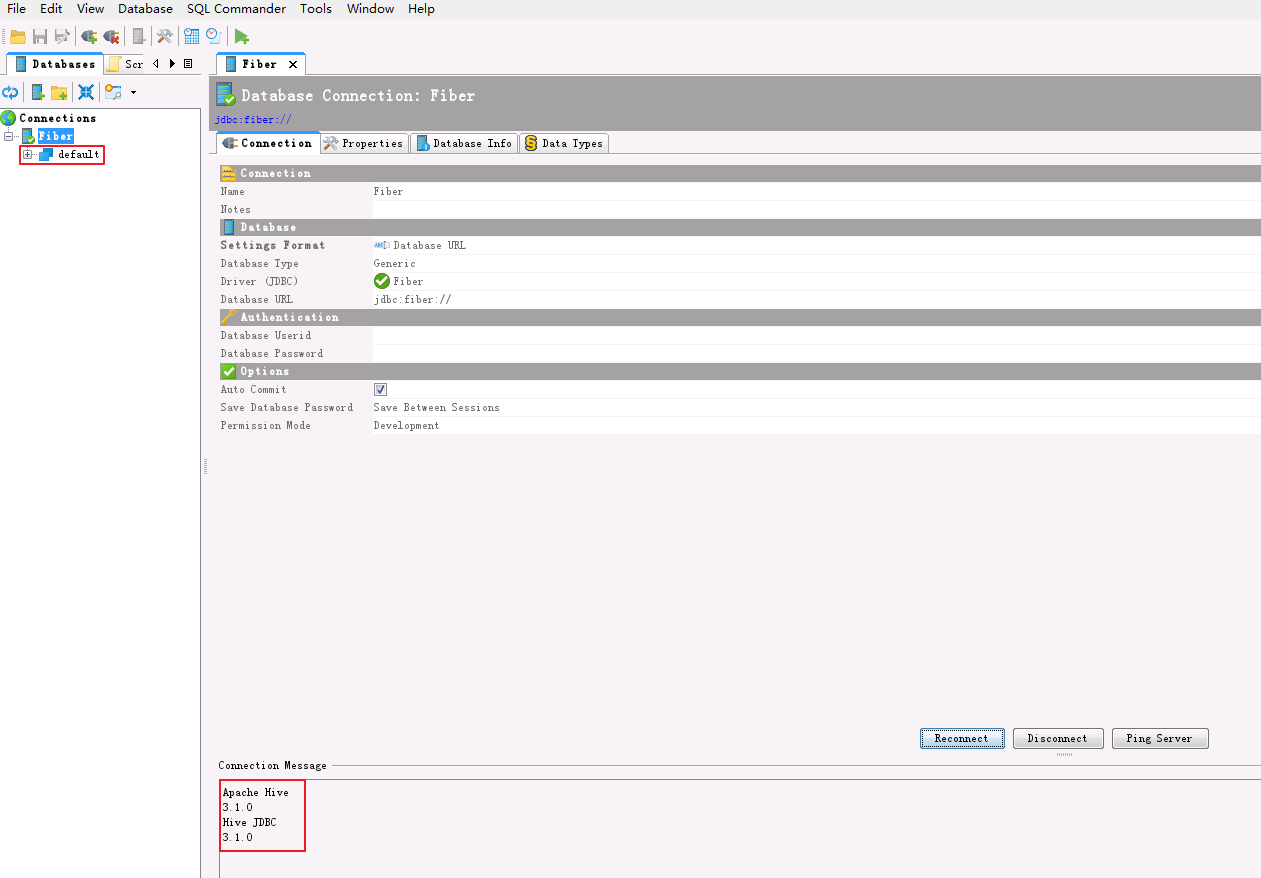 File Edit View Database SQL Commander Tools Window Help
Databases Scr
Fiber
Connections
Fiber
default
Database Connection: Fiber
jdbc:fiber://
Connection Properties Database Info Data Types
Connection
Name Fiber
Notes
Database
Settings Format Database URL
Database Type Generic
Driver (JDBC) Fiber
Database URL jdbc:fiber://
Authentication
Database Userid
Database Password
Options
Auto Commit
Save Database Password Save Between Sessions
Permission Mode Development
Reconnect Disconnect Ping Server
Connection Message
Apache Hive
3.1.0
Hive JDBC
3.1.0